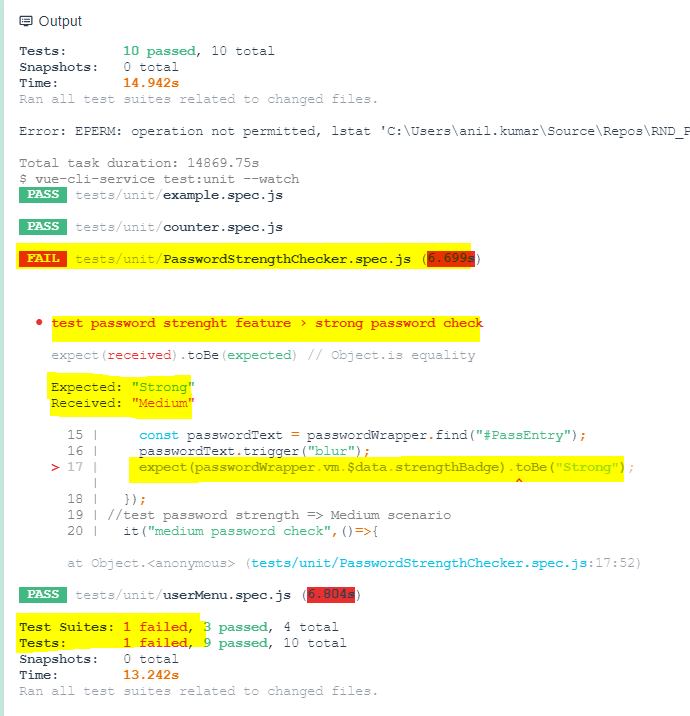 Output
Tests: 10 passed, 10 total
Snapshots: 0 total
Time: 14.942s
Ran all test suites related to changed files.
Error: EPERM: operation not permitted, lstat 'C:\Users\anil.kumar\Source\Repos\RND_P
Total task duration: 14869.75s
$ vue-cli-service test:unit --watch
PASS tests/unit/example.spec.js
PASS tests/unit/counter.spec.js
FAIL tests/unit/PasswordStrengthChecker.spec.js (6.699s)
● test password strenght feature › strong password check
expect(received).toBe(expected) // Object.is equality
Expected: "Strong"
Received: "Medium"
15 | const passwordText = passwordWrapper.find("#PassEntry");
16 | passwordText.trigger("blur");
> 17 | expect(passwordWrapper.vm.$data.strengthBadge).toBe("Strong");
| ^
18 | });
19 | //test password strength => Medium scenario
20 | it("medium password check",()=>{
at Object.<anonymous> (tests/unit/PasswordStrengthChecker.spec.js:17:52)
PASS tests/unit/userMenu.spec.js (6.804s)
Test Suites: 1 failed, 3 passed, 4 total
Tests: 1 failed, 9 passed, 10 total
Snapshots: 0 total
Time: 13.242s
Ran all test suites related to changed files.